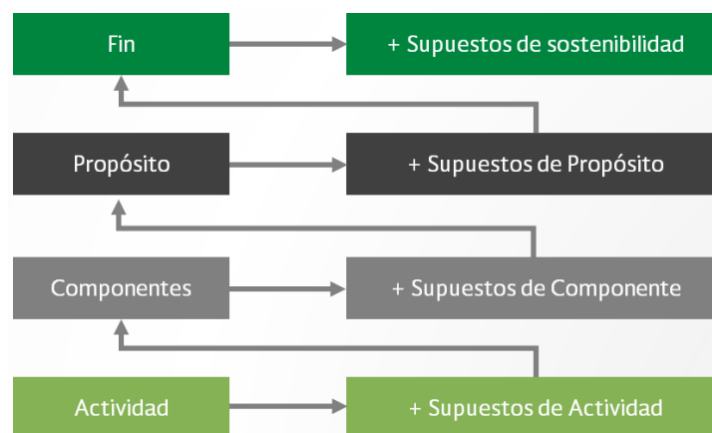 Fin
+ Supuestos de sostenibilidad
Propósito
+ Supuestos de Propósito
Componentes
+ Supuestos de Componente
Actividad
+ Supuestos de Actividad